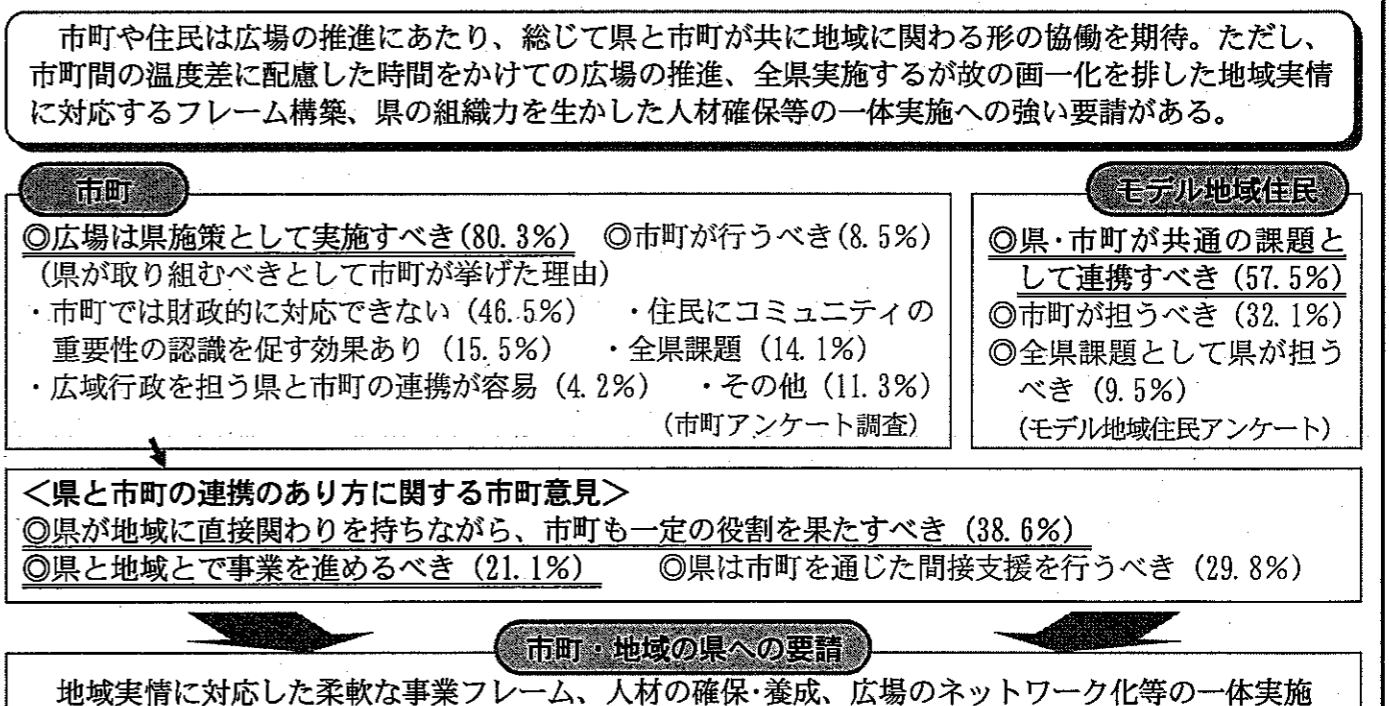 市町や住民は広場の推進にあたり、総じて県と市町が共に地域に関わる形の協働を期待。ただし、
市町間の温度差に配慮した時間をかけての広場の推進、全県実施するが故の画一化を排した地域実情
に対応するフレーム構築、県の組織力を生かした人材確保等の一体実施への強い要請がある。
市町
◎広場は県施策として実施すべき(80.3%) ◎市町が行うべき(8.5%)
(県が取り組むべきとして市町が挙げた理由)
・市町では財政的に対応できない (46.5%) ・住民にコミュニティの
重要性の認識を促す効果あり (15.5%) ・全県課題 (14.1%)
・広域行政を担う県と市町の連携が容易 (4.2%) ・その他 (11.3%)
(市町アンケート調査)
モデル地域住民
◎県・市町が共通の課題と
して連携すべき (57.5%)
◎市町が担うべき (32.1%)
◎全県課題として県が担う
べき (9.5%)
(モデル地域住民アンケート)
<県と市町の連携のあり方に関する市町意見>
◎県が地域に直接関わりを持ちながら、市町も一定の役割を果たすべき (38.6%)
◎県と地域とで事業を進めるべき (21.1%) ◎県は市町を通じた間接支援を行うべき (29.8%)
市町・地域の県への要請
地域実情に対応した柔軟な事業フレーム、人材の確保・養成、広場のネットワーク化等の一体実施